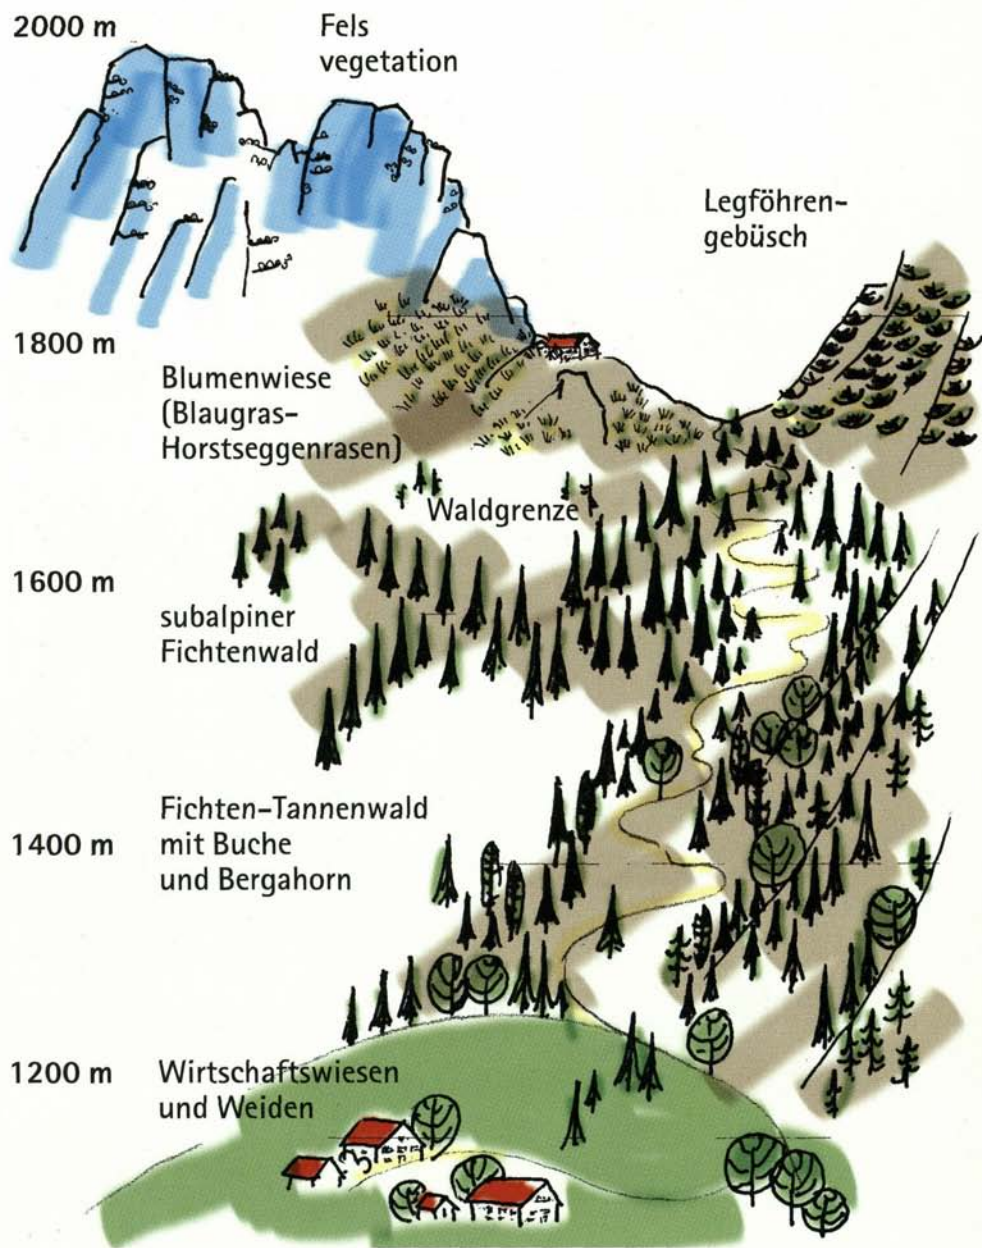 2000 m
Fels
vegetation
Legföhren-
gebüsch
1800 m
Blumenwiese
(Blaugras-
Horstseggenrasen)
Waldgrenze
1600 m
subalpiner
Fichtenwald
Fichten-Tannenwald
1400 m
mit Buche
und Bergahorn
1200 m
Wirtschaftswiesen
und Weiden